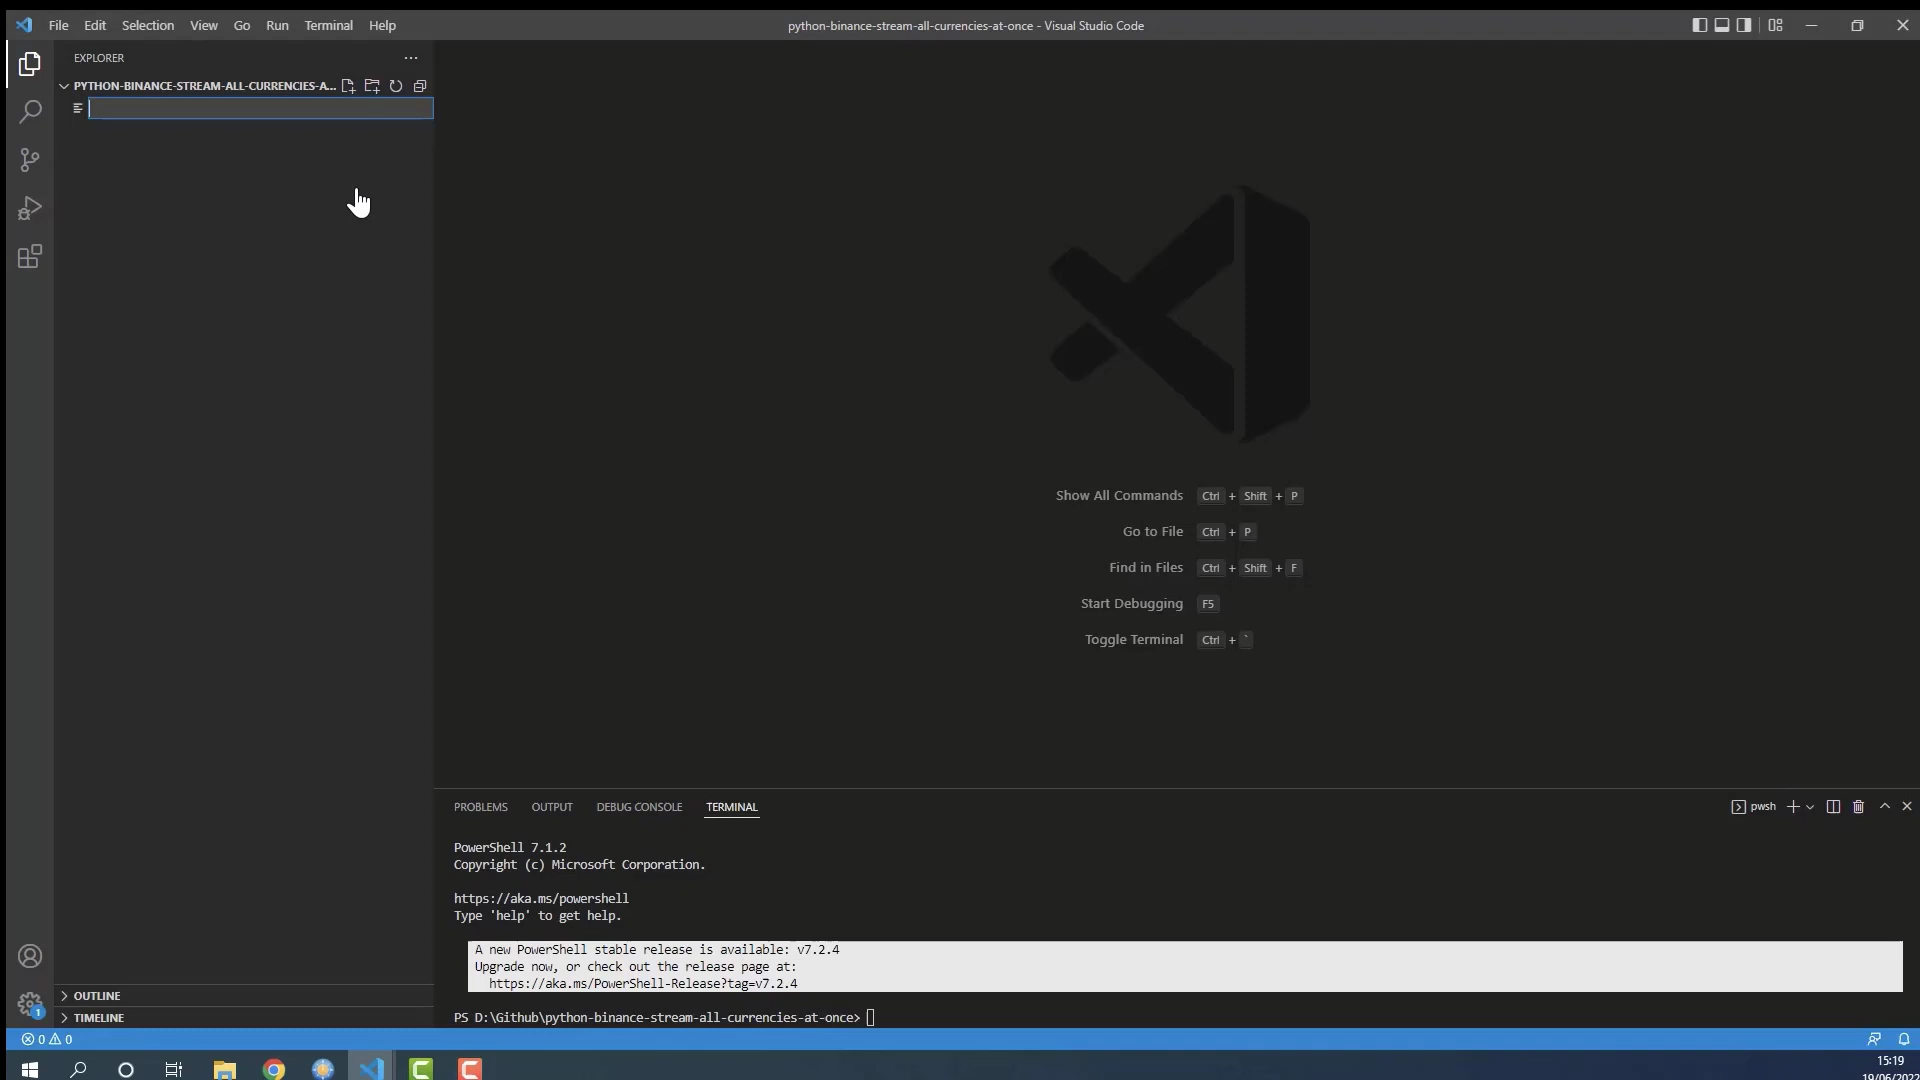 File Edit Selection View Go Run Terminal Help
python-binance-stream-all-currencies-at-once - Visual Studio Code
EXPLORER
PYTHON-BINANCE-STREAM-ALL-CURRENCIES-A...
Show All Commands Ctrl + Shift + P
Go to File Ctrl + P
Find in Files Ctrl + Shift + F
Start Debugging F5
Toggle Terminal Ctrl + `
PROBLEMS OUTPUT DEBUG CONSOLE TERMINAL
pwsh
PowerShell 7.1.2
Copyright (c) Microsoft Corporation.
https://aka.ms/powershell
Type 'help' to get help.
A new PowerShell stable release is available: v7.2.4
Upgrade now, or check out the release page at:
https://aka.ms/PowerShell-Release?tag=v7.2.4
PS D:\Github\python-binance-stream-all-currencies-at-once>
OUTLINE
1
TIMELINE
0 0
15:19
19/06/2022